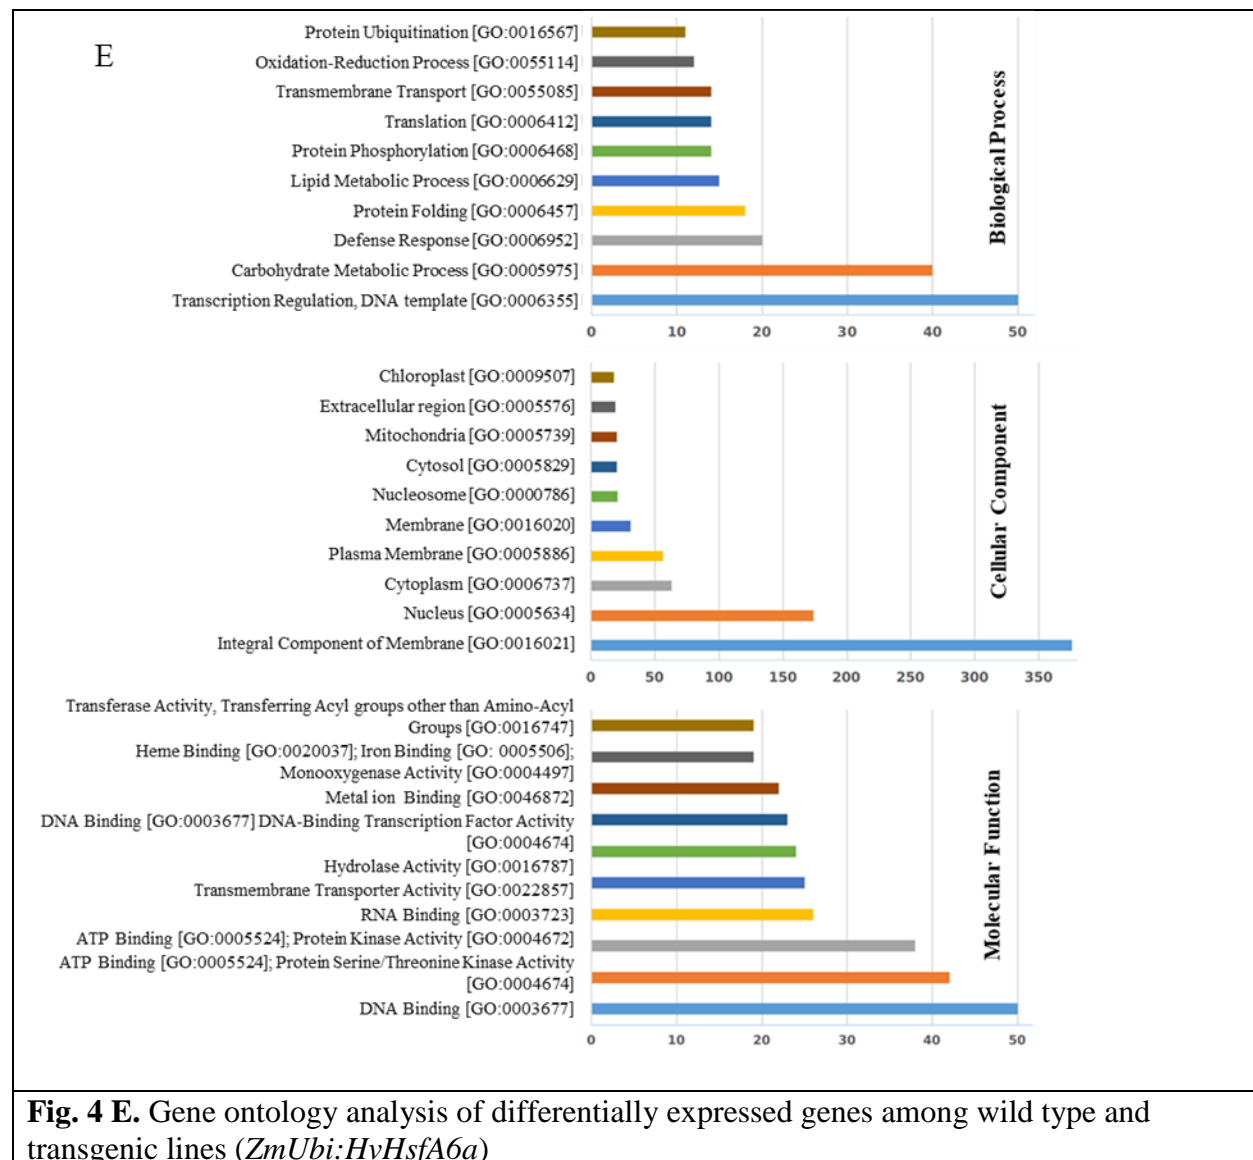 E
Protein Ubiquitination [GO:0016567]
Oxidation-Reduction Process [GO:0055114]
Transmembrane Transport [GO:0055085]
Translation [GO:0006412]
Protein Phosphorylation [GO:0006468]
Lipid Metabolic Process [GO:0006629]
Protein Folding [GO:0006457]
Defense Response [GO:0006952]
Carbohydrate Metabolic Process [GO:0005975]
Transcription Regulation, DNA template [GO:0006355]
0 10 20 30 40 50
Biological Process
Chloroplast [GO:0009507]
Extracellular region [GO:0005576]
Mitochondria [GO:0005739]
Cytosol [GO:0005829]
Nucleosome [GO:0000786]
Membrane [GO:0016020]
Plasma Membrane [GO:0005886]
Cytoplasm [GO:0006737]
Nucleus [GO:0005634]
Integral Component of Membrane [GO:0016021]
0 50 100 150 200 250 300 350
Cellular Component
Transferase Activity, Transferring Acyl groups other than Amino-Acyl
Groups [GO:0016747]
Heme Binding [GO:0020037]; Iron Binding [GO: 0005506];
Monooxygenase Activity [GO:0004497]
Metal ion Binding [GO:0046872]
DNA Binding [GO:0003677] DNA-Binding Transcription Factor Activity
[GO:0004674]
Hydrolase Activity [GO:0016787]
Transmembrane Transporter Activity [GO:0022857]
RNA Binding [GO:0003723]
ATP Binding [GO:0005524]; Protein Kinase Activity [GO:0004672]
ATP Binding [GO:0005524]; Protein Serine/Threonine Kinase Activity
[GO:0004674]
DNA Binding [GO:0003677]
0 10 20 30 40 50
Molecular Function
Fig. 4 E. Gene ontology analysis of differentially expressed genes among wild type and
transgenic lines (ZmUbi:HvHsfA6a)